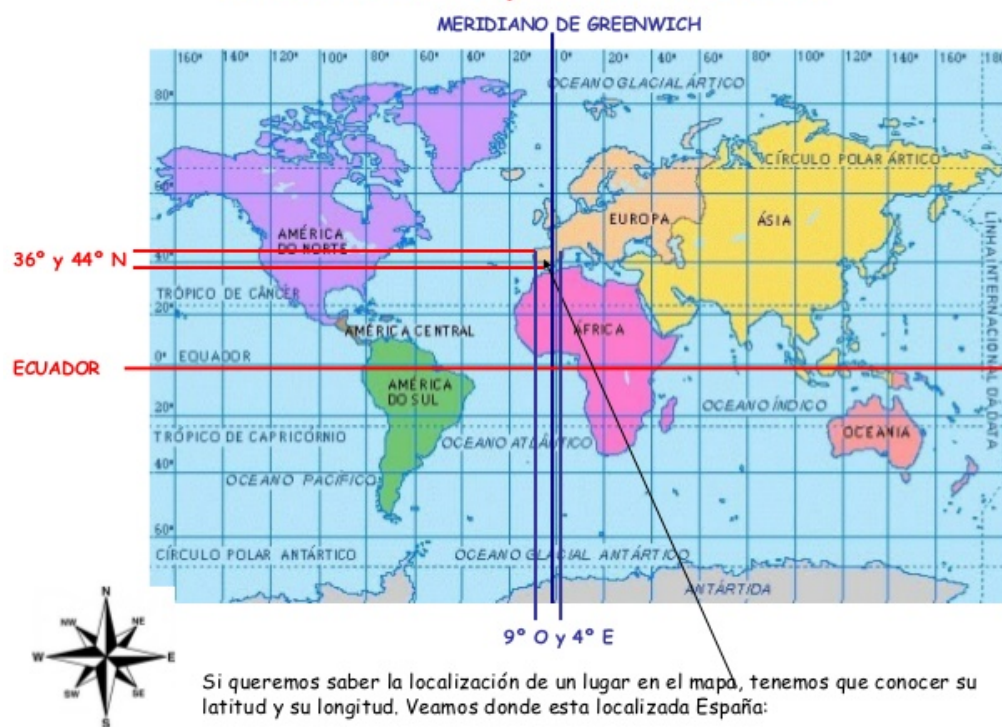 MERIDIANO DE GREENWICH
160° 140° 120° 100° 80° 60° 40° 20° 0° 20° 40° 60° 80° 100° 120° 140° 160° 180
OCEANO GLACIAL ÁRTICO
80°
CÍRCULO POLAR ÁRTICO
60°
EUROPA
ÁSIA
AMÉRICA
DO NORTE
36° y 44° N
40°
TRÓPICO DE CÂNCER
20°
AMÉRICA CENTRAL
ÁFRICA
LINHA INTERNACIONAL DA DATA
0° EQUADOR
ECUADOR
AMÉRICA
DO SUL
OCEANO ÍNDICO
20°
TRÓPICO DE CAPRICÓRNIO
OCEANO ATLÂNTICO
OCEANIA
40°
OCEANO PACÍFICO
60°
CÍRCULO POLAR ANTÁRTICO
OCEANO GLACIAL ANTÁRTICO
ANTÁRTIDA
N
NW NE
W E
SW SE
S
9° O y 4° E
Si queremos saber la localización de un lugar en el mapa, tenemos que conocer su
latitud y su longitud. Veamos donde esta localizada España: